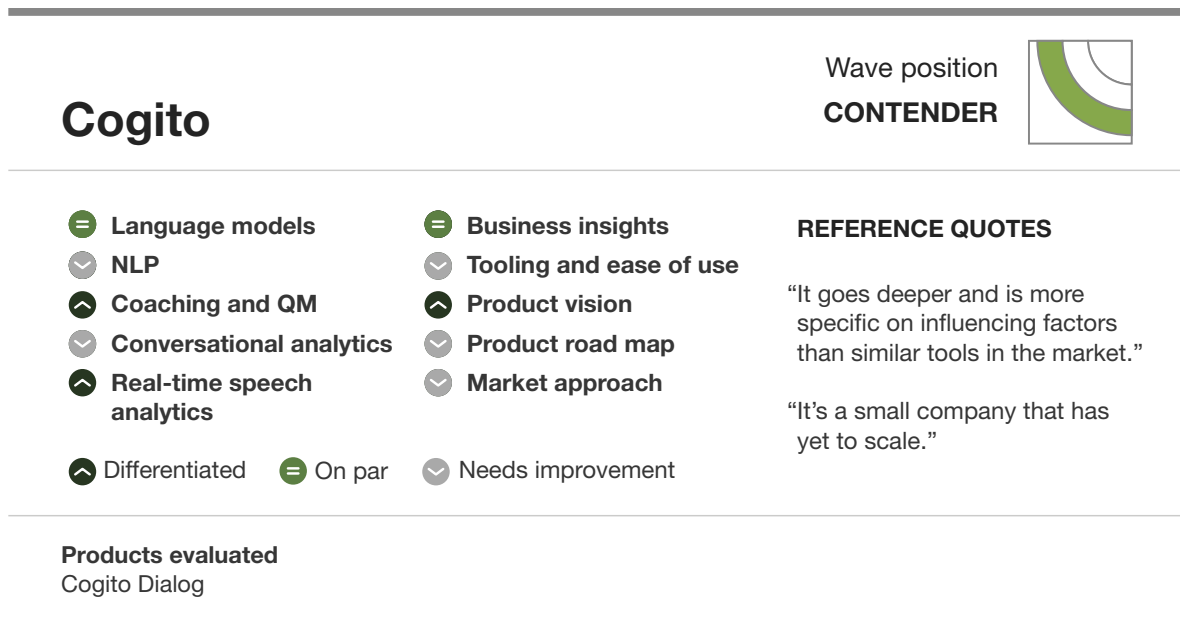 Wave position
CONTENDER
Cogito
Language models
NLP
Coaching and QM
Conversational analytics
Real-time speech
analytics
Business insights
Tooling and ease of use
Product vision
Product road map
Market approach
Differentiated
On par
Needs improvement
REFERENCE QUOTES
“It goes deeper and is more
specific on influencing factors
than similar tools in the market.”
“It’s a small company that has
yet to scale.”
Products evaluated
Cogito Dialog